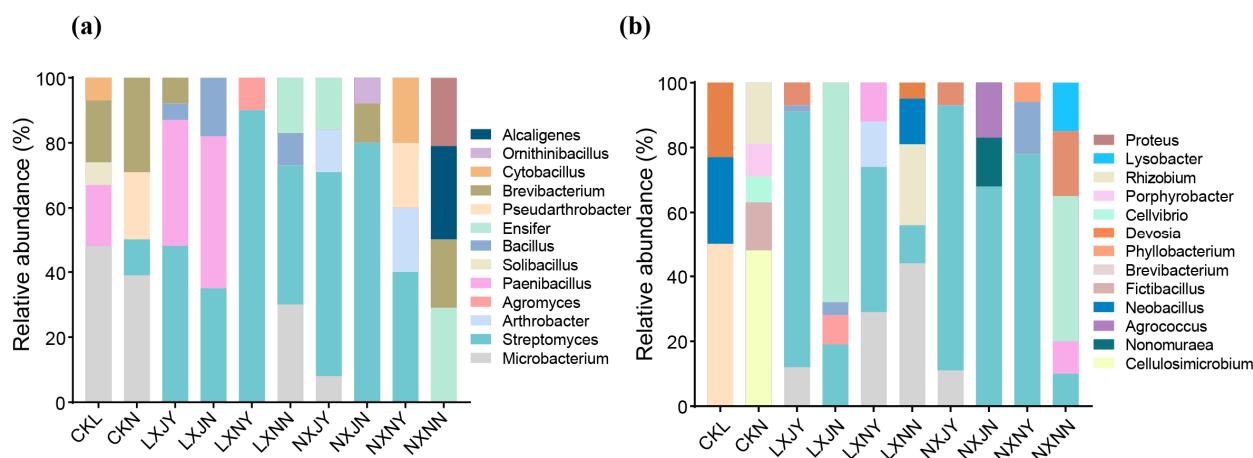 (a)
Relative abundance (%)
100
80
60
40
20
0
CKL
CKN
LXJY
LXJN
LXNY
LXNN
NXJY
NXJN
NXNY
NXNN
Alcaligenes
Ornithinibacillus
Cytobacillus
Brevibacterium
Pseudarthrobacter
Ensifer
Bacillus
Solibacillus
Paenibacillus
Agromyces
Arthrobacter
Streptomyces
Microbacterium
(b)
Relative abundance (%)
100
80
60
40
20
0
CKL
CKN
LXJY
LXJN
LXNY
LXNN
NXJY
NXJN
NXNY
NXNN
Proteus
Lysobacter
Rhizobium
Porphyrobacter
Cellvibrio
Devosia
Phyllobacterium
Brevibacterium
Fictibacillus
Neobacillus
Agrococcus
Nonomuraea
Cellulosimicrobium